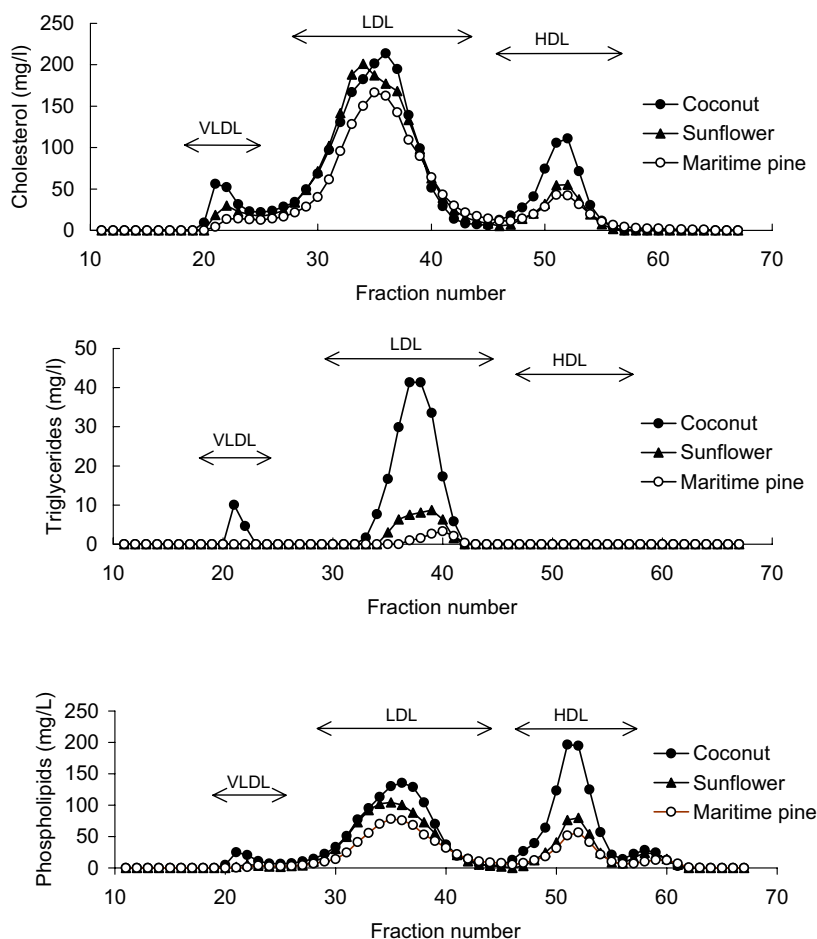 Cholesterol (mg/l)
250
200
150
100
50
0
VLDL
LDL
HDL
Coconut
Sunflower
Maritime pine
10 20 30 40 50 60 70
Fraction number
Triglycerides (mg/l)
50
40
30
20
10
0
VLDL
LDL
HDL
Coconut
Sunflower
Maritime pine
10 20 30 40 50 60 70
Fraction number
Phospholipids (mg/L)
250
200
150
100
50
0
VLDL
LDL
HDL
Coconut
Sunflower
Maritime pine
10 20 30 40 50 60 70
Fraction number